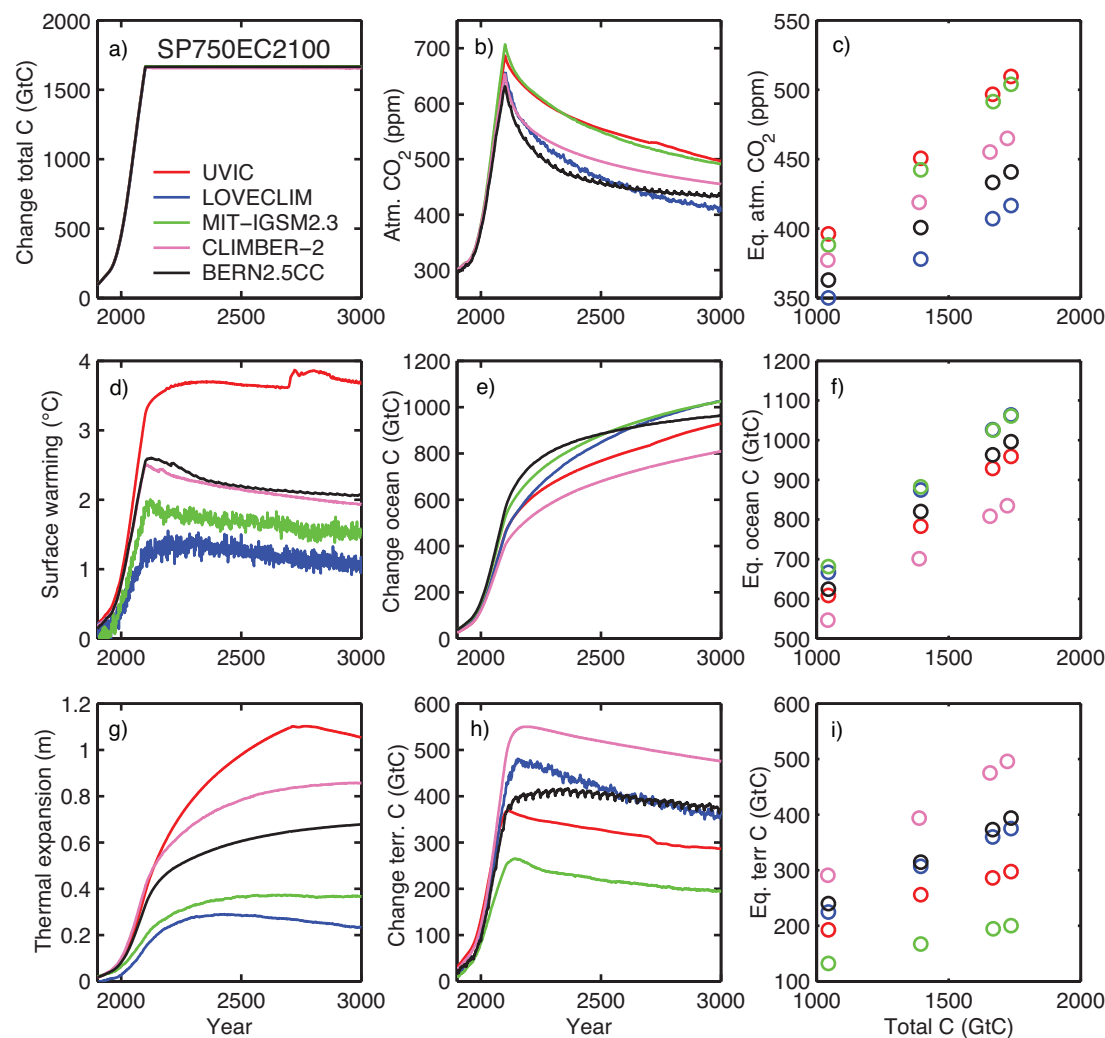 a) SP750EC2100
Change total C (GtC)
2000
1500
1000
500
0
2000 2500 3000
UVIC
LOVECLIM
MIT−IGSM2.3
CLIMBER−2
BERN2.5CC
b)
Atm. CO2 (ppm)
700
600
500
400
300
2000 2500 3000
c)
Eq. atm. CO2 (ppm)
550
500
450
400
350
1000 1500 2000
d)
Surface warming (°C)
4
3
2
1
0
2000 2500 3000
e)
Change ocean C (GtC)
1200
1000
800
600
400
200
0
2000 2500 3000
f)
Eq. ocean C (GtC)
1200
1100
1000
900
800
700
600
500
1000 1500 2000
g)
Thermal expansion (m)
1.2
1
0.8
0.6
0.4
0.2
0
2000 2500 3000
Year
h)
Change terr. C (GtC)
600
500
400
300
200
100
0
2000 2500 3000
Year
i)
Eq. terr C (GtC)
600
500
400
300
200
100
1000 1500 2000
Total C (GtC)